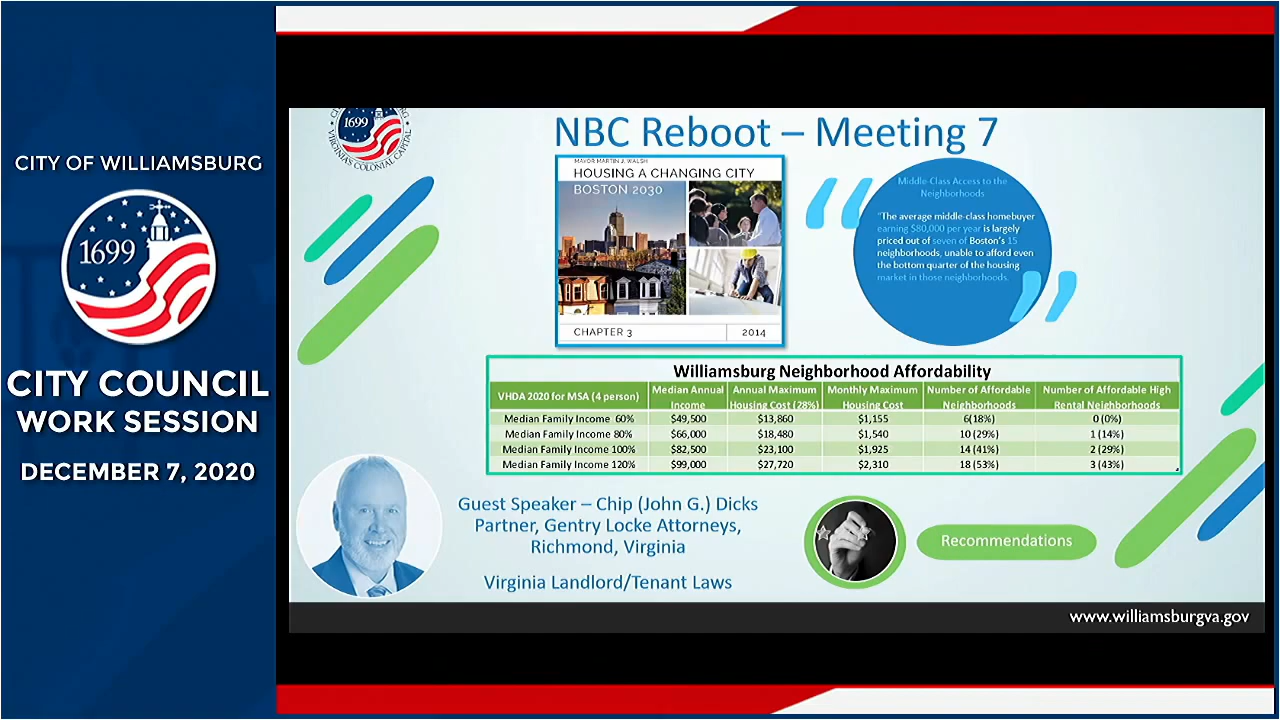 CITY OF WILLIAMSBURG
1699
CITY COUNCIL
WORK SESSION
DECEMBER 7, 2020
1699
VIRGINIA'S COLONIAL CAPITAL
NBC Reboot – Meeting 7
MAYOR MARTIN J. WALSH
HOUSING A CHANGING CITY
BOSTON 2030
CHAPTER 3 2014
Middle-Class Access to the
Neighborhoods
"The average middle-class homebuyer
earning $80,000 per year is largely
priced out of seven of Boston's 15
neighborhoods, unable to afford even
the bottom quarter of the housing
market in those neighborhoods.
Williamsburg Neighborhood Affordability
VHDA 2020 for MSA (4 person) Median Annual Income Annual Maximum Housing Cost (28%) Monthly Maximum Housing Cost Number of Affordable Neighborhoods Number of Affordable High Rental Neighborhoods
Median Family Income 60% $49,500 $13,860 $1,155 6(18%) 0 (0%)
Median Family Income 80% $66,000 $18,480 $1,540 10 (29%) 1 (14%)
Median Family Income 100% $82,500 $23,100 $1,925 14 (41%) 2 (29%)
Median Family Income 120% $99,000 $27,720 $2,310 18 (53%) 3 (43%)
Guest Speaker – Chip (John G.) Dicks
Partner, Gentry Locke Attorneys,
Richmond, Virginia
Virginia Landlord/Tenant Laws
Recommendations
www.williamsburgva.gov